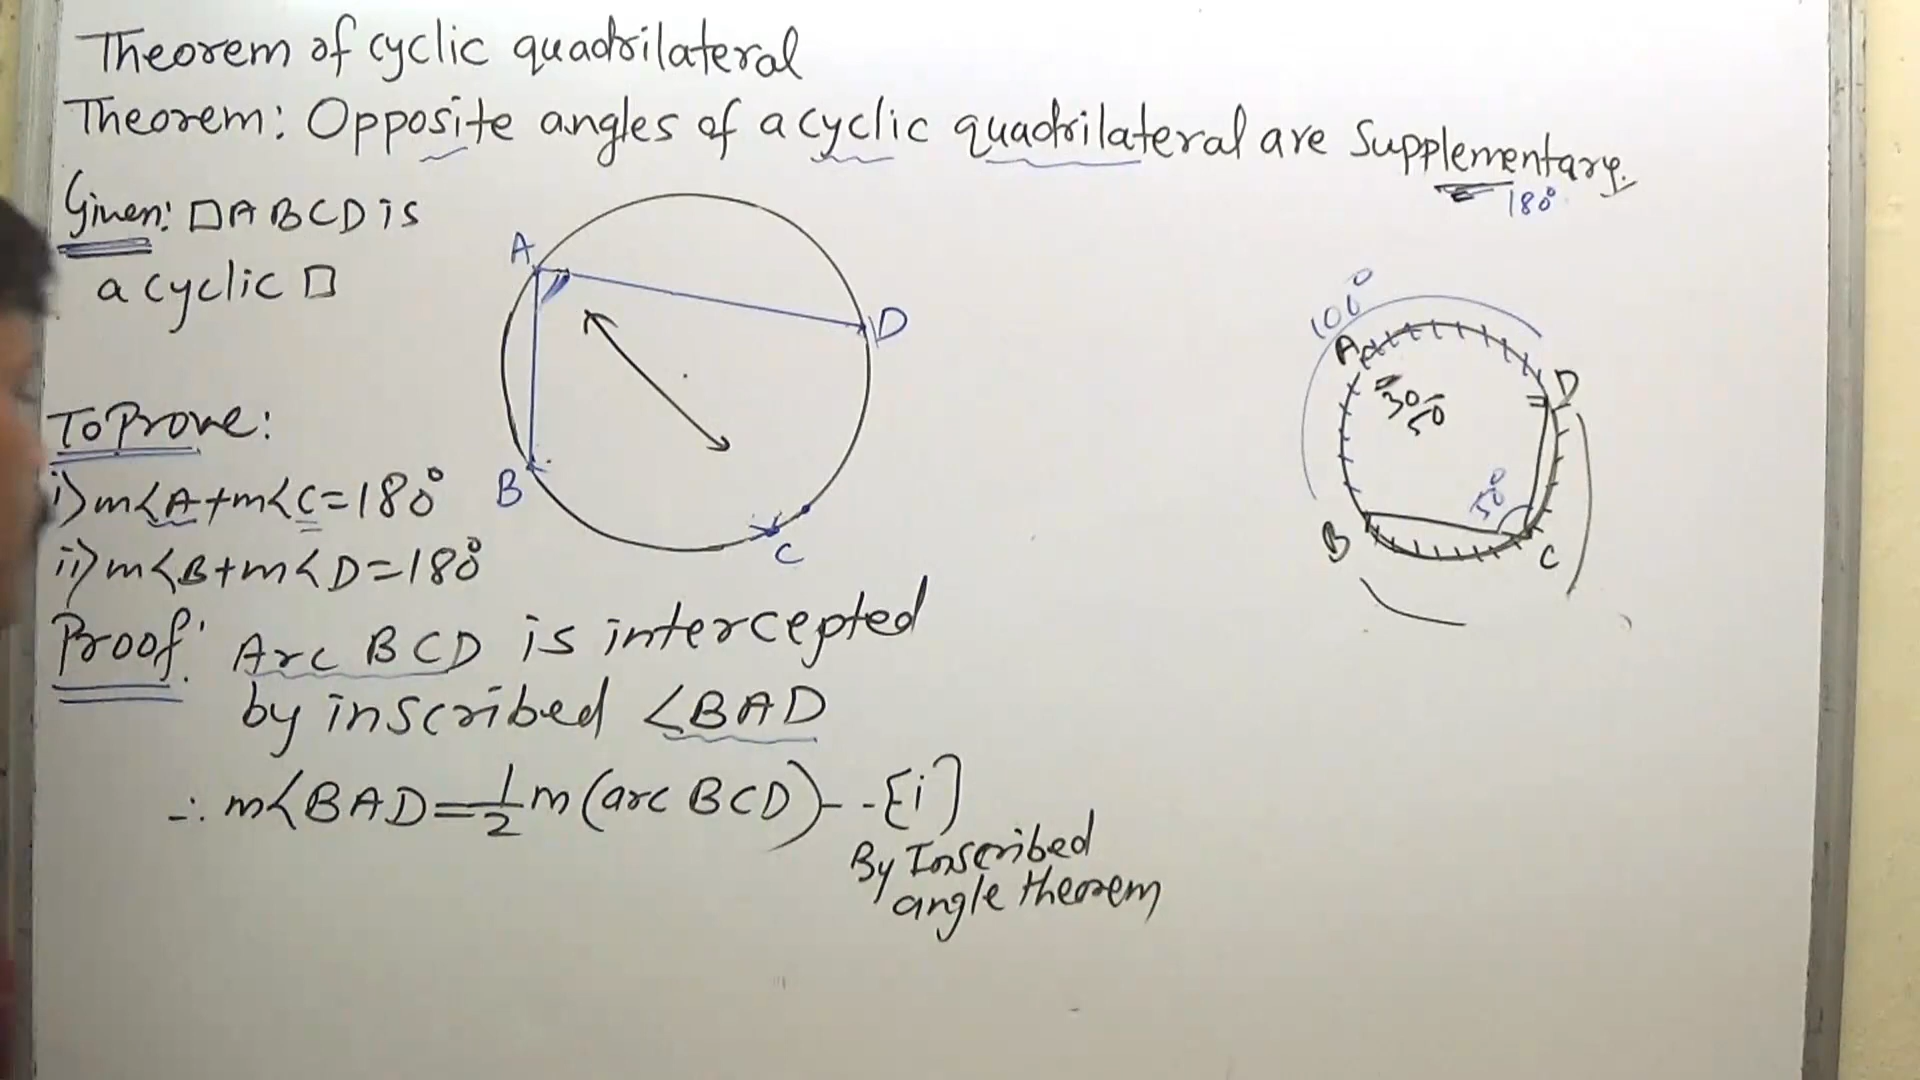 Theorem of cyclic quadrilateral
Theorem: Opposite angles of a cyclic quadrilateral are Supplementary.
180°
Given: □ABCD is
a cyclic □
To Prove:
i) m∠A+m∠C=180°
ii) m∠B+m∠D=180°
Proof: Arc BCD is intercepted
by inscribed ∠BAD
∴ m∠BAD=1/2 m(arc BCD)--[i]
By Inscribed
angle theorem
A
D
B
C
100°
A
D
50°
B
C